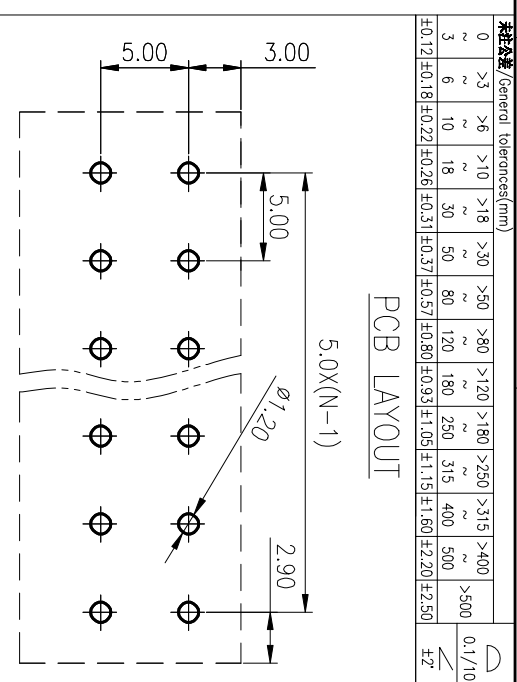 未注公差/General tolerances(mm)
0 ~ 3 >3 ~ 6 >6 ~ 10 >10 ~ 18 >18 ~ 30 >30 ~ 50 >50 ~ 80 >80 ~ 120 >120 ~ 180 >180 ~ 250 >250 ~ 315 >315 ~ 400 >400 ~ 500 >500 0.1/10
±0.12 ±0.18 ±0.22 ±0.26 ±0.31 ±0.37 ±0.57 ±0.80 ±0.93 ±1.05 ±1.15 ±1.60 ±2.20 ±2.50 ±2°
PCB LAYOUT
5.0X(N-1)
5.00
2.90
ø1.20
3.00
5.00